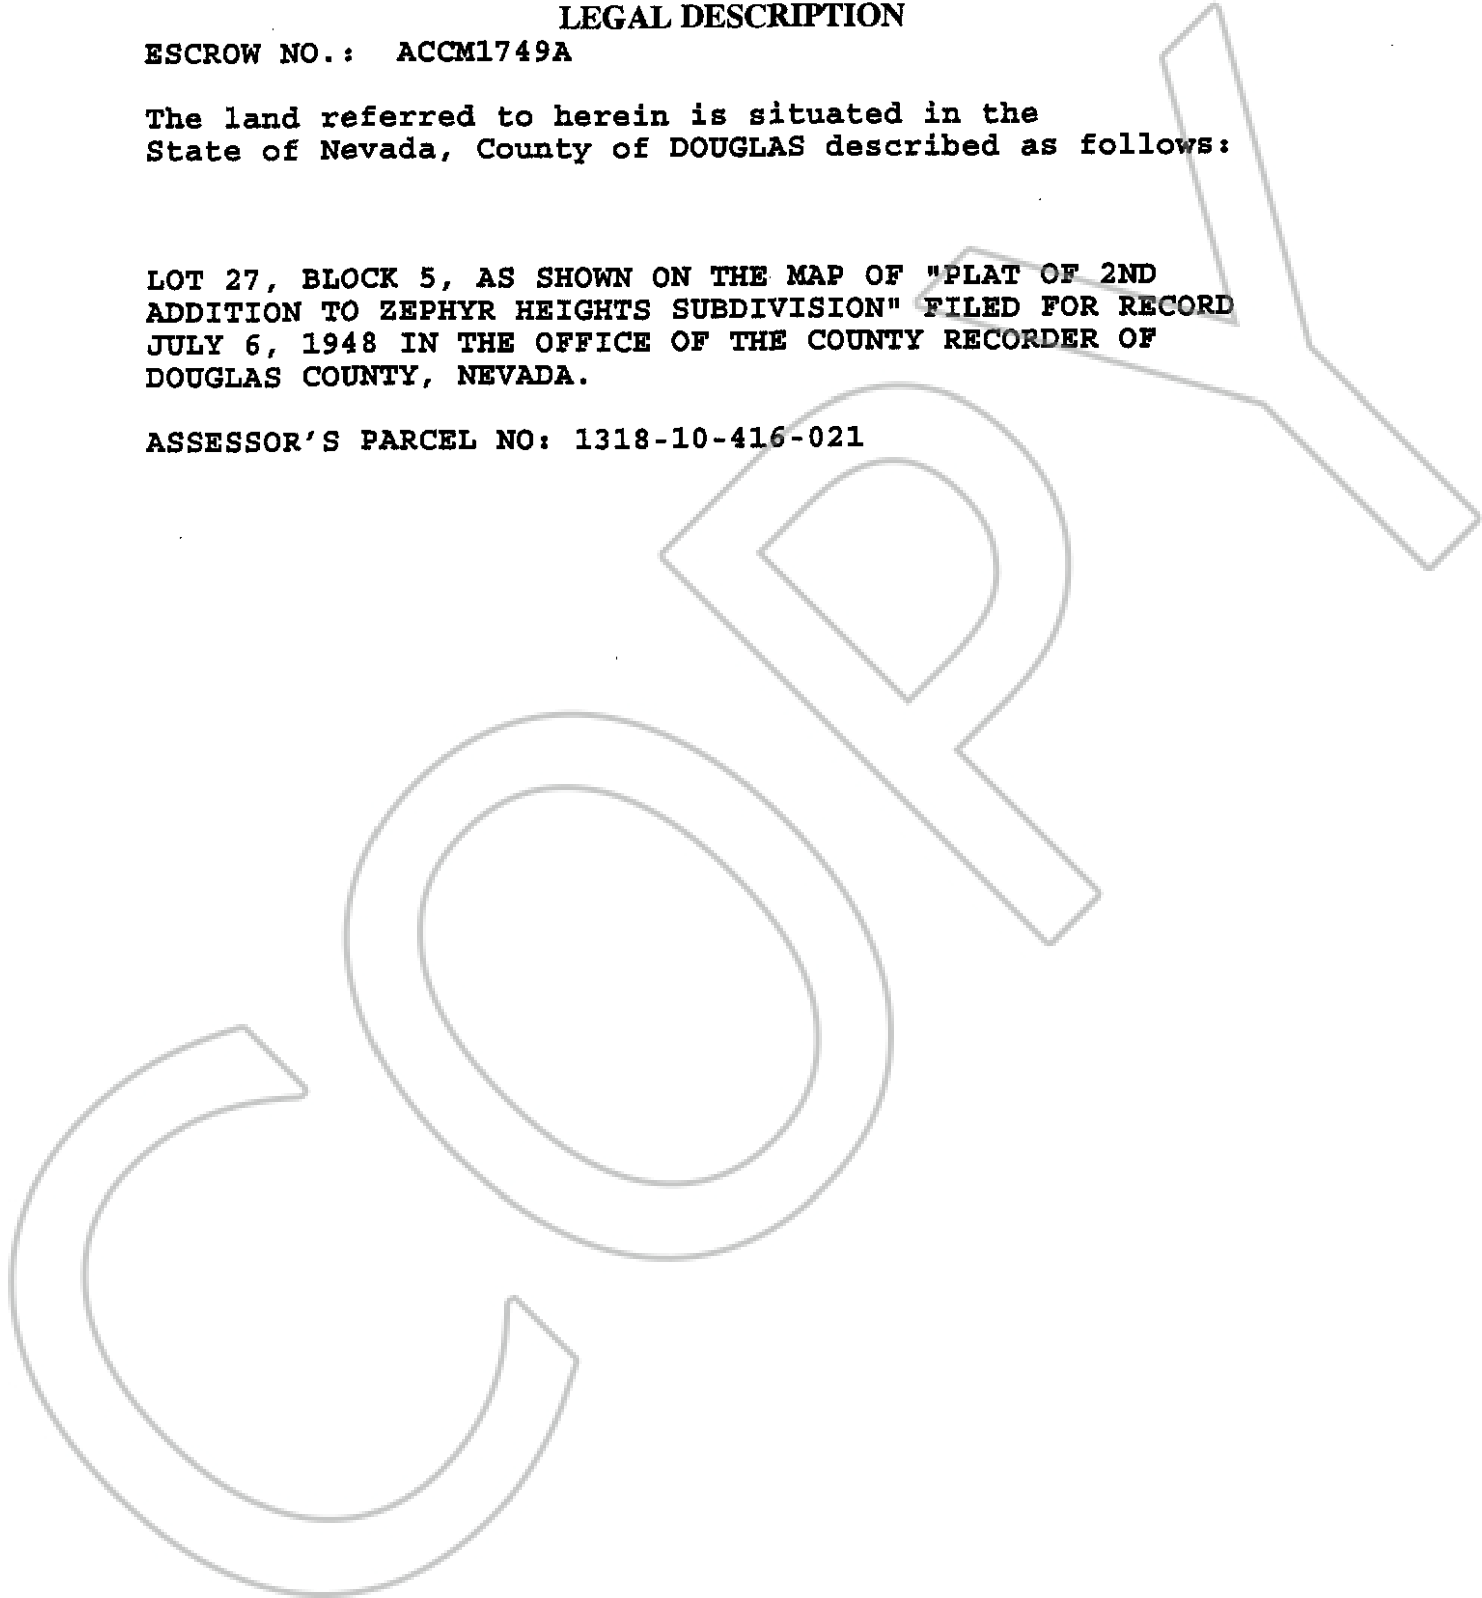 LEGAL DESCRIPTION
ESCROW NO.: ACCM1749A
The land referred to herein is situated in the
State of Nevada, County of DOUGLAS described as follows:
LOT 27, BLOCK 5, AS SHOWN ON THE MAP OF "PLAT OF 2ND
ADDITION TO ZEPHYR HEIGHTS SUBDIVISION" FILED FOR RECORD
JULY 6, 1948 IN THE OFFICE OF THE COUNTY RECORDER OF
DOUGLAS COUNTY, NEVADA.
ASSESSOR'S PARCEL NO: 1318-10-416-021
COPY